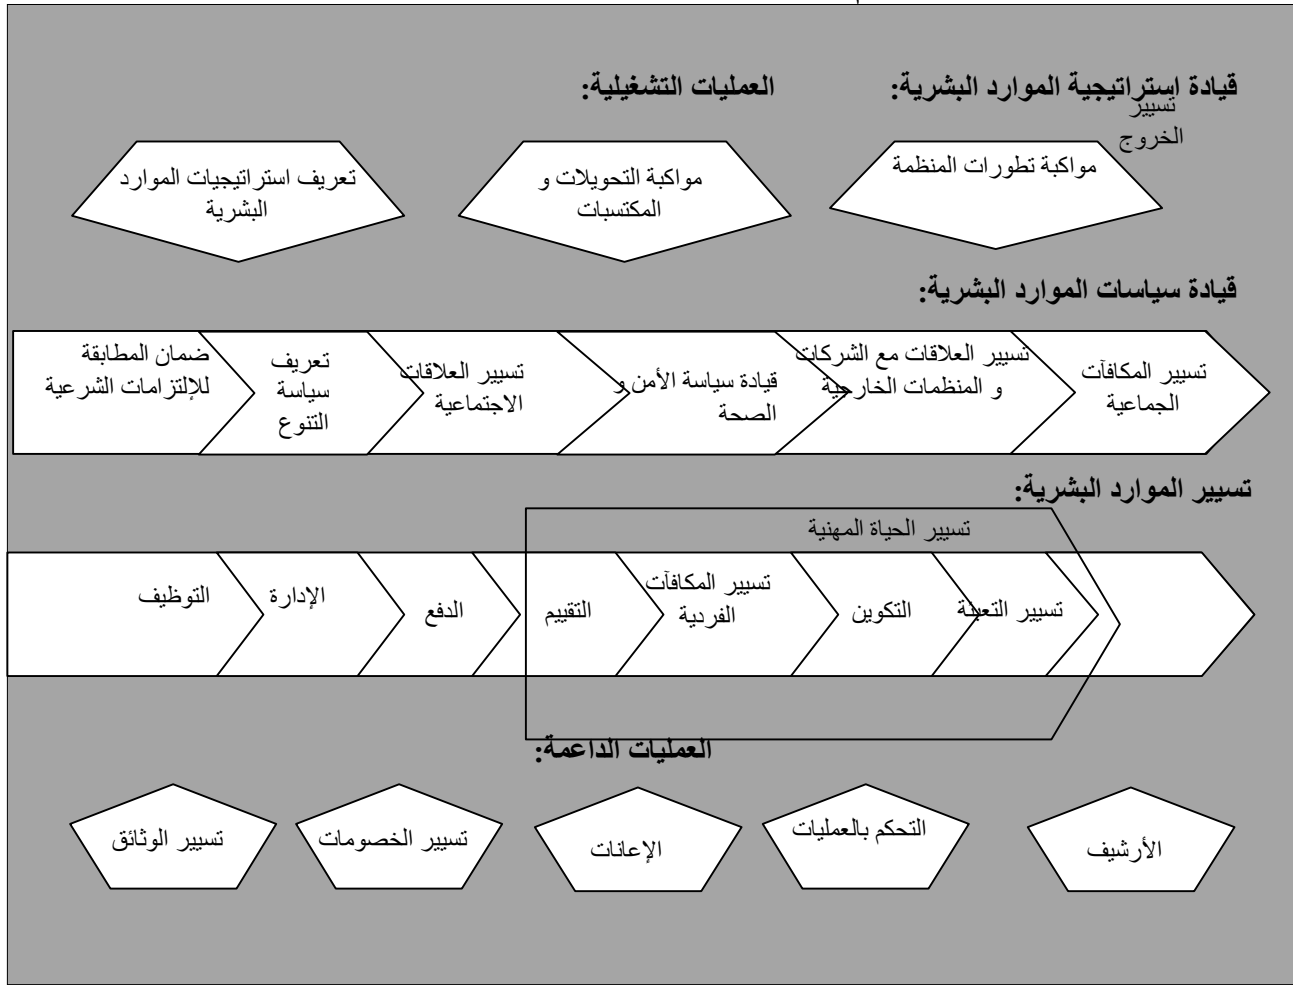 قيادة استراتيجية الموارد البشرية:
العمليات التشغيلية:
تسيير
الخروج
مواكبة تطورات المنظمة
مواكبة التحويلات و
المكتسبات
تعريف استراتيجيات الموارد
البشرية
قيادة سياسات الموارد البشرية:
تسيير المكافآت
الجماعية
تسيير العلاقات مع الشركات
و المنظمات الخارجية
قيادة سياسة الأمن و
الصحة
تسيير العلاقات
الاجتماعية
تعريف
سياسة
التنوع
ضمان المطابقة
للإلتزامات الشرعية
تسيير الموارد البشرية:
تسيير الحياة المهنية
تسيير التعبئة
التكوين
تسيير المكافآت
الفردية
التقييم
الدفع
الإدارة
التوظيف
العمليات الداعمة:
الأرشيف
التحكم بالعمليات
الإعانات
تسيير الخصومات
تسيير الوثائق